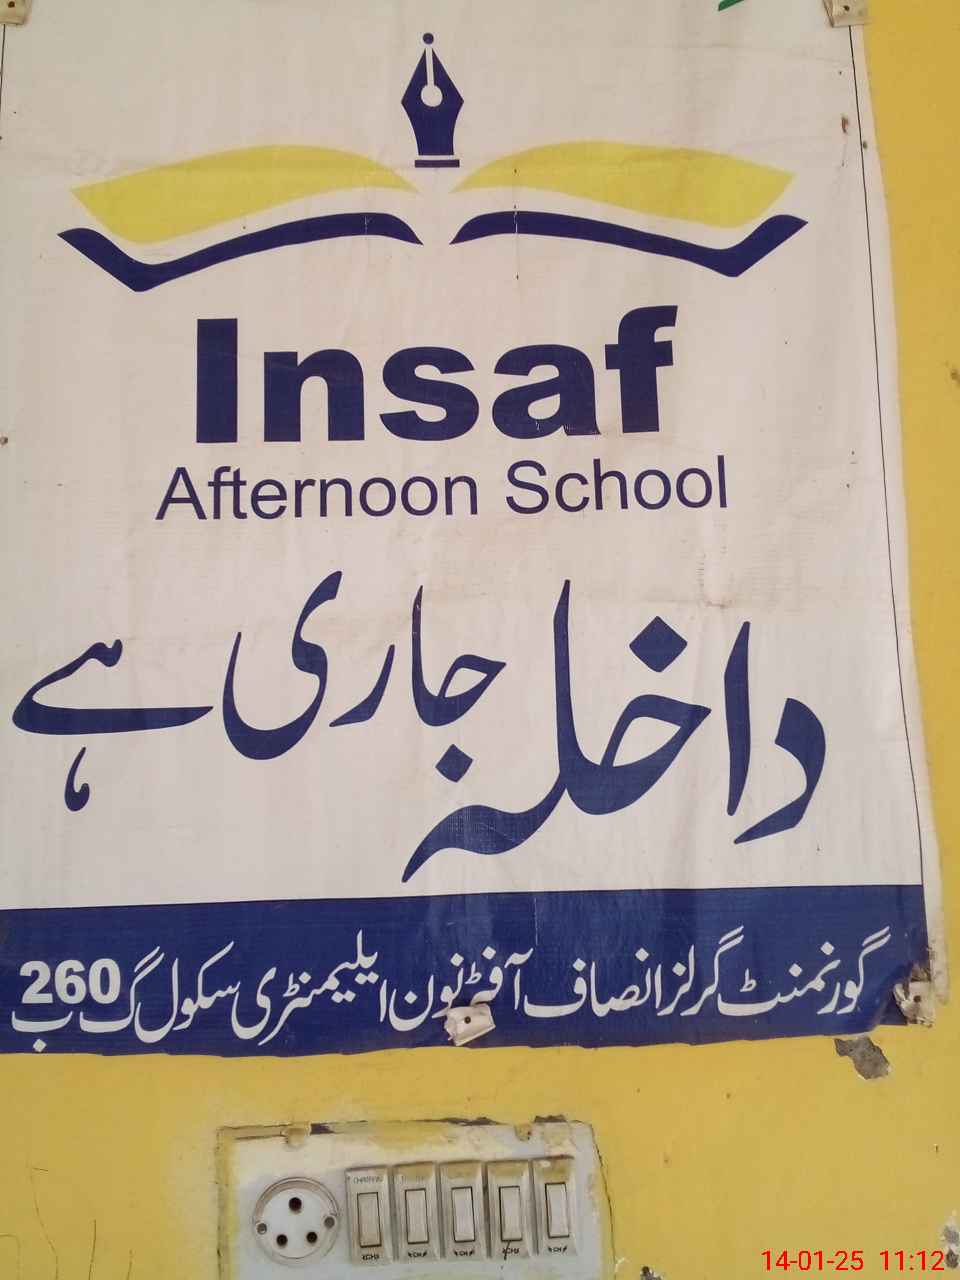 Insaf
Afternoon School
داخلہ جاری ہے
گورنمنٹ گرلز انصاف آفٹرنون ایلیمنٹری سکول گ ب 260
14-01-25 11:12